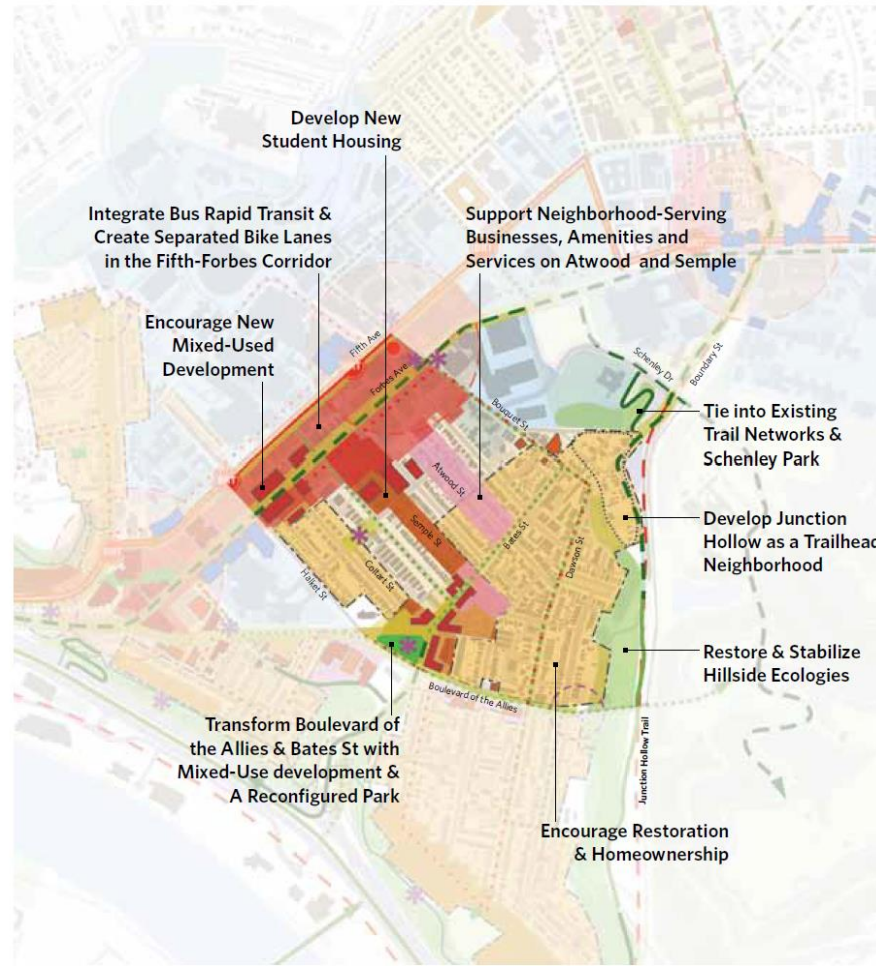 Develop New
Student Housing
Integrate Bus Rapid Transit &
Create Separated Bike Lanes
in the Fifth-Forbes Corridor
Support Neighborhood-Serving
Businesses, Amenities and
Services on Atwood and Semple
Encourage New
Mixed-Used
Development
Fifth Ave
Forbes Ave
Schenley Dr
Boundary St
Bouquet St
Tie into Existing
Trail Networks &
Schenley Park
Atwood St
Semple St
Bates St
Dawson St
Develop Junction
Hollow as a Trailhead
Neighborhood
Halket St
Coltart St
Restore & Stabilize
Hillside Ecologies
Boulevard of the Allies
Transform Boulevard of
the Allies & Bates St with
Mixed-Use development &
A Reconfigured Park
Junction Hollow Trail
Encourage Restoration
& Homeownership